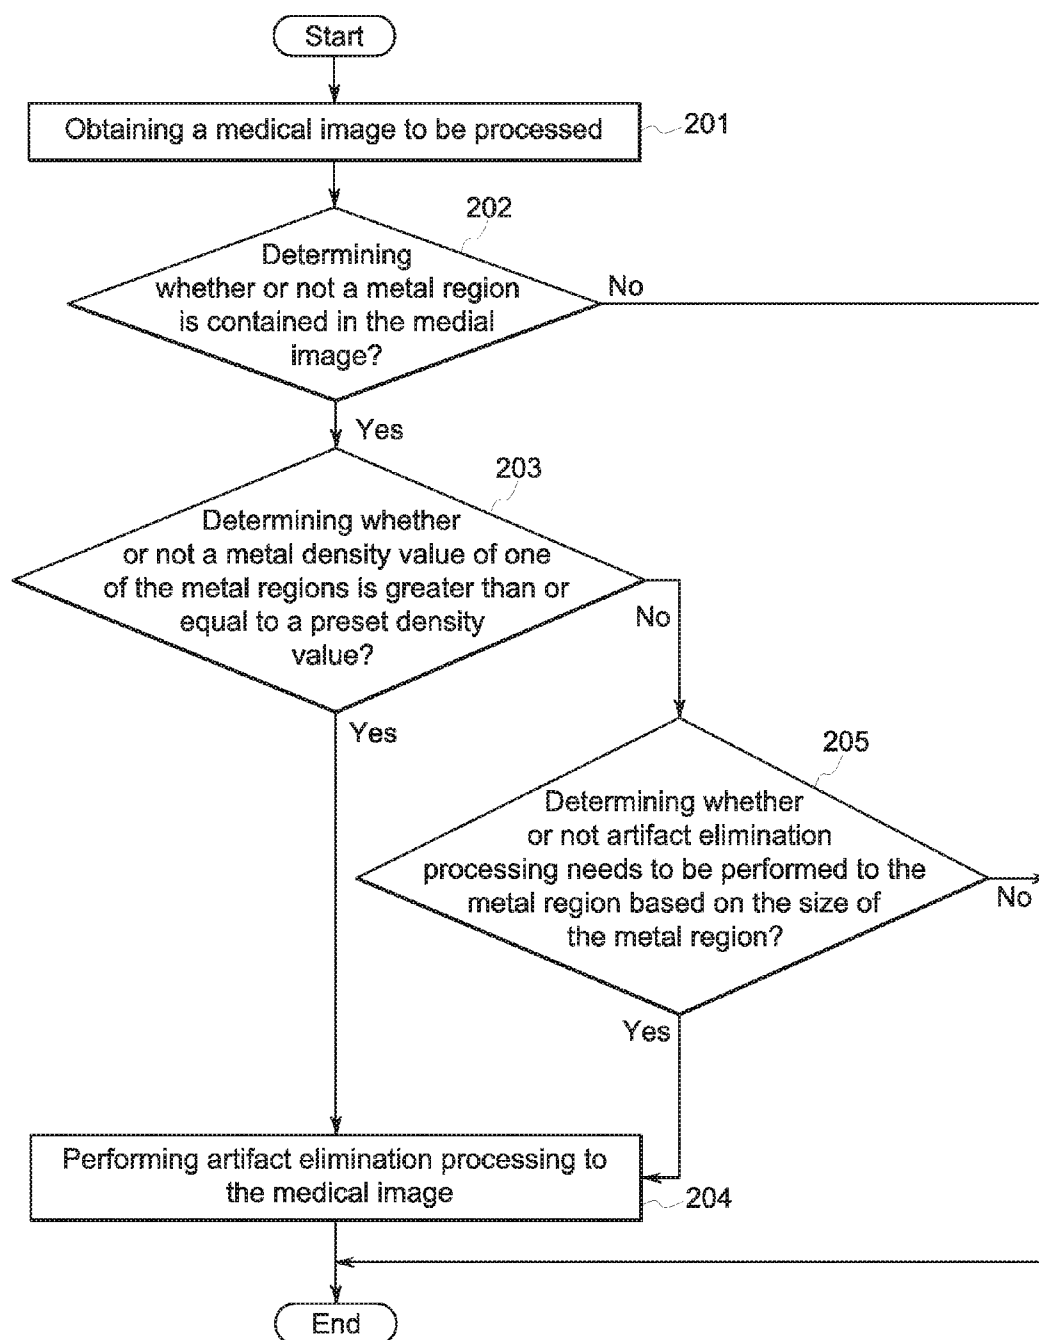 Start
Obtaining a medical image to be processed
201
202
Determining
whether or not a metal region
is contained in the medial
image?
No
Yes
203
Determining whether
or not a metal density value of one
of the metal regions is greater than or
equal to a preset density
value?
No
Yes
205
Determining whether
or not artifact elimination
processing needs to be performed to the
metal region based on the size of
the metal region?
No
Yes
Performing artifact elimination processing to
the medical image
204
End